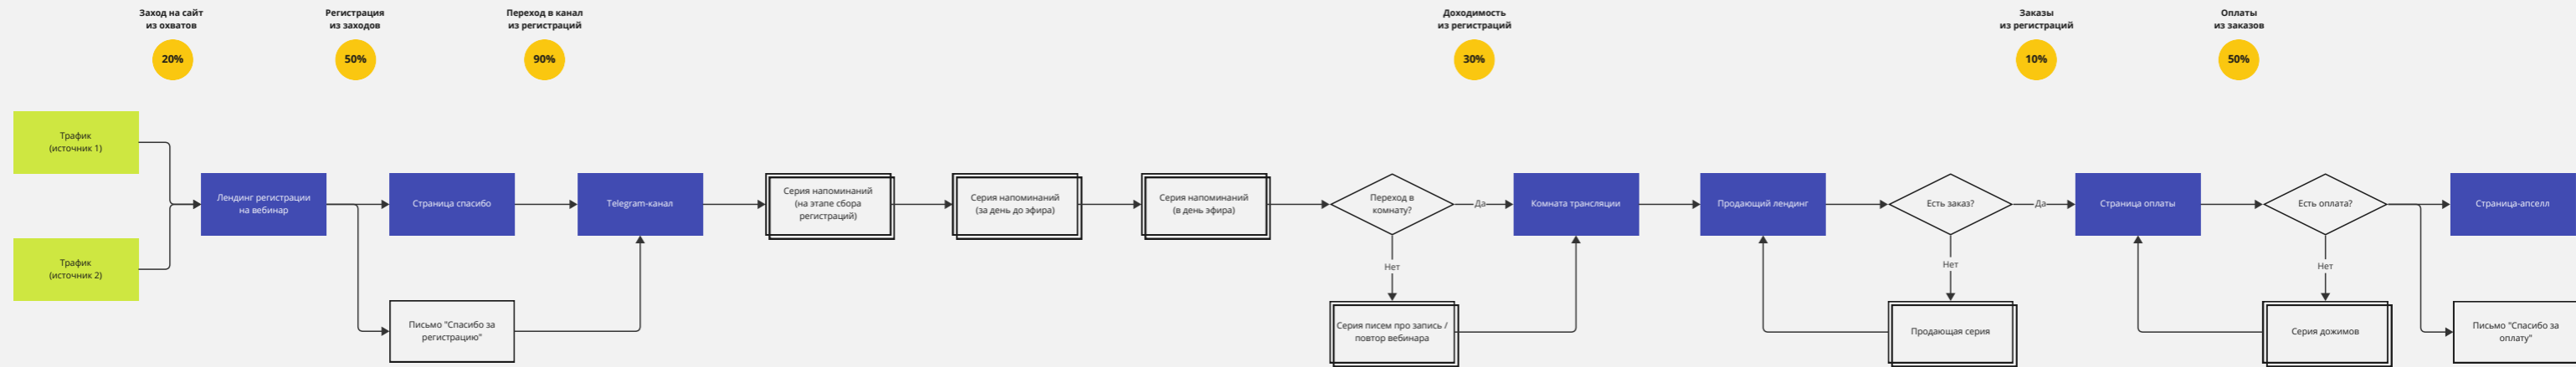 Заход на сайт
из охватов
20%
Регистрация
из заходов
50%
Переход в канал
из регистраций
90%
Доходимость
из регистраций
30%
Заказы
из регистраций
10%
Оплаты
из заказов
50%
Трафик
(источник 1)
Трафик
(источник 2)
Лендинг регистрации
на вебинар
Страница спасибо
Письмо "Спасибо за
регистрацию"
Telegram-канал
Серия напоминаний
(на этапе сбора
регистраций)
Серия напоминаний
(за день до эфира)
Серия напоминаний
(в день эфира)
Переход в
комнату?
Да
Нет
Серия писем про запись /
повтор вебинара
Комната трансляции
Продающий лендинг
Есть заказ?
Да
Нет
Продающая серия
Страница оплаты
Есть оплата?
Нет
Серия дожимов
Страница-апселл
Письмо "Спасибо за
оплату"